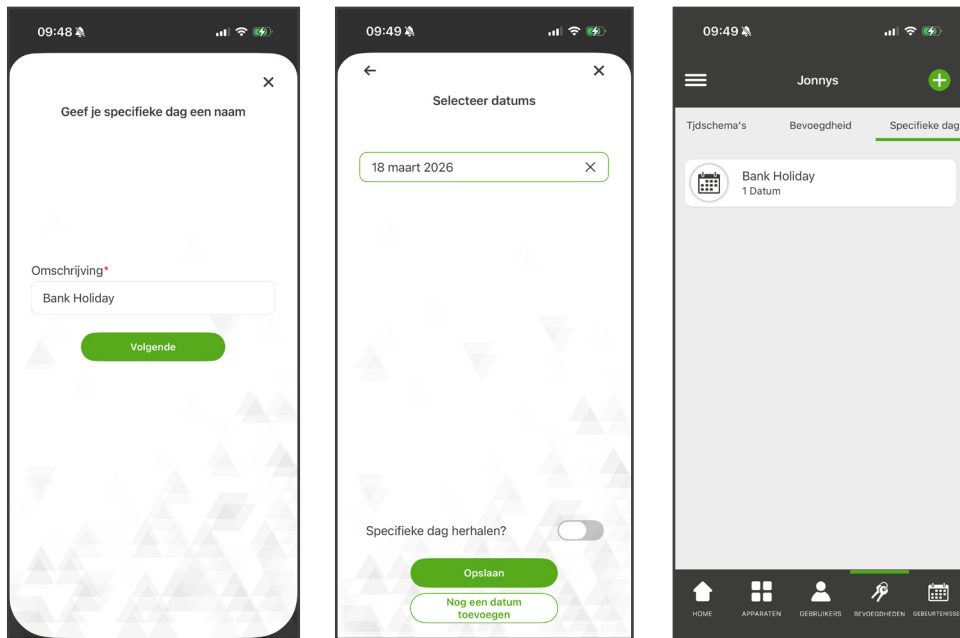 09:48
Geef je specifieke dag een naam
Omschrijving*
Bank Holiday
Volgende
09:49
Selecteer datums
18 maart 2026
Specifieke dag herhalen?
Opslaan
Nog een datum
toevoegen
09:49
Jonnys
Tjdschema's Bevoegdheid Specifieke dag
Bank Holiday
1 Datum
HOME APPARATEN GEBRUIKERS BEVOEGDHEDEN GEBEURTENISSE